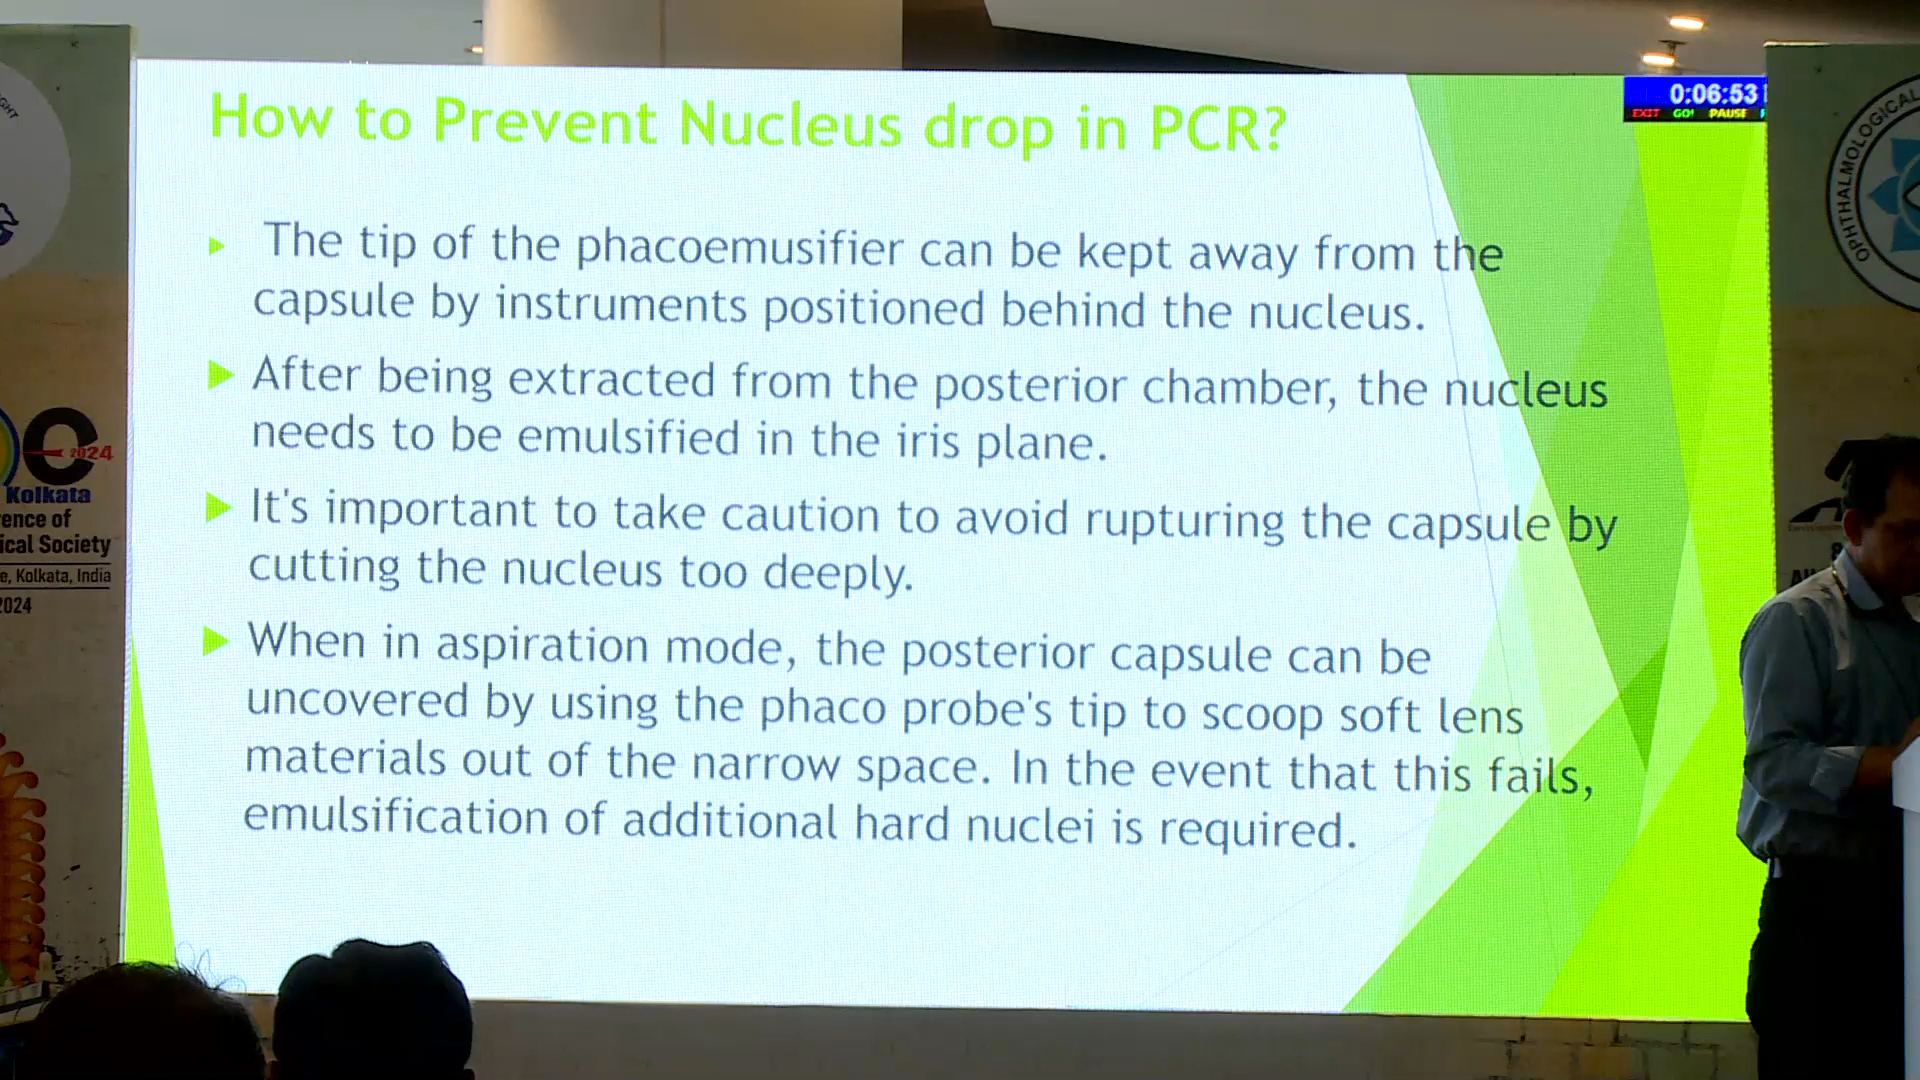 How to Prevent Nucleus drop in PCR?
The tip of the phacoemusifier can be kept away from the
capsule by instruments positioned behind the nucleus.
After being extracted from the posterior chamber, the nucleus
needs to be emulsified in the iris plane.
It's important to take caution to avoid rupturing the capsule by
cutting the nucleus too deeply.
When in aspiration mode, the posterior capsule can be
uncovered by using the phaco probe's tip to scoop soft lens
materials out of the narrow space. In the event that this fails,
emulsification of additional hard nuclei is required.
0:06:53
EXIT GO! PAUSE
2024
Kolkata
ence of
ical Society
e, Kolkata, India
2024
OPHTHALMOLOGICAL